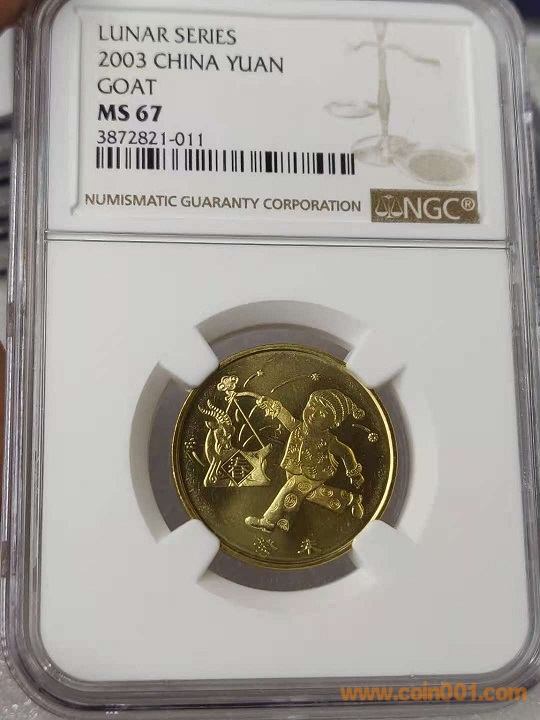 LUNAR SERIES
2003 CHINA YUAN
GOAT
MS 67
3872821-011
NUMISMATIC GUARANTY CORPORATION NGC®
春
癸未
www.coin001.com